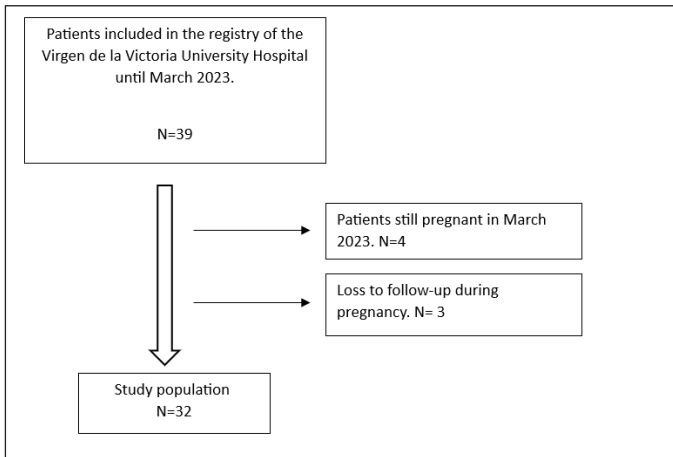 Patients included in the registry of the
Virgen de la Victoria University Hospital
until March 2023.
N=39
Patients still pregnant in March
2023. N=4
Loss to follow-up during
pregnancy. N= 3
Study population
N=32